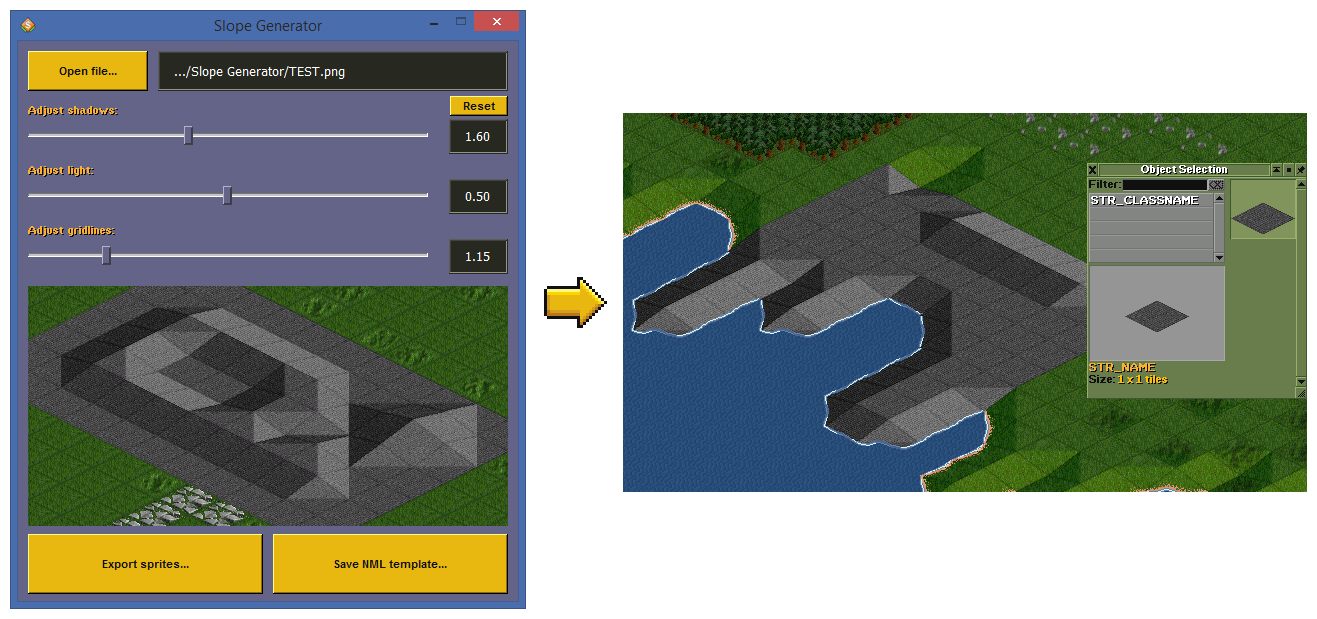 Slope Generator
Open file...
.../Slope Generator/TEST.png
Reset
Adjust shadows:
1.60
Adjust light:
0.50
Adjust gridlines:
1.15
Export sprites...
Save NML template...
Object Selection
Filter:
STR_CLASSNAME
STR_NAME
Size: 1 x 1 tiles